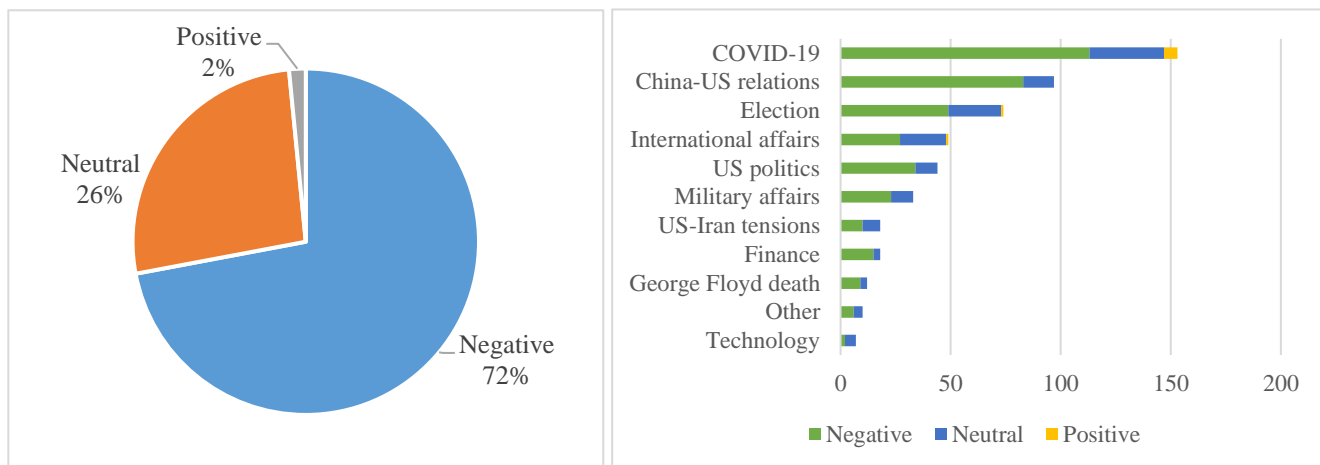 Positive
2%
Neutral
26%
Negative
72%
COVID-19
China-US relations
Election
International affairs
US politics
Military affairs
US-Iran tensions
Finance
George Floyd death
Other
Technology
0 50 100 150 200
Negative Neutral Positive